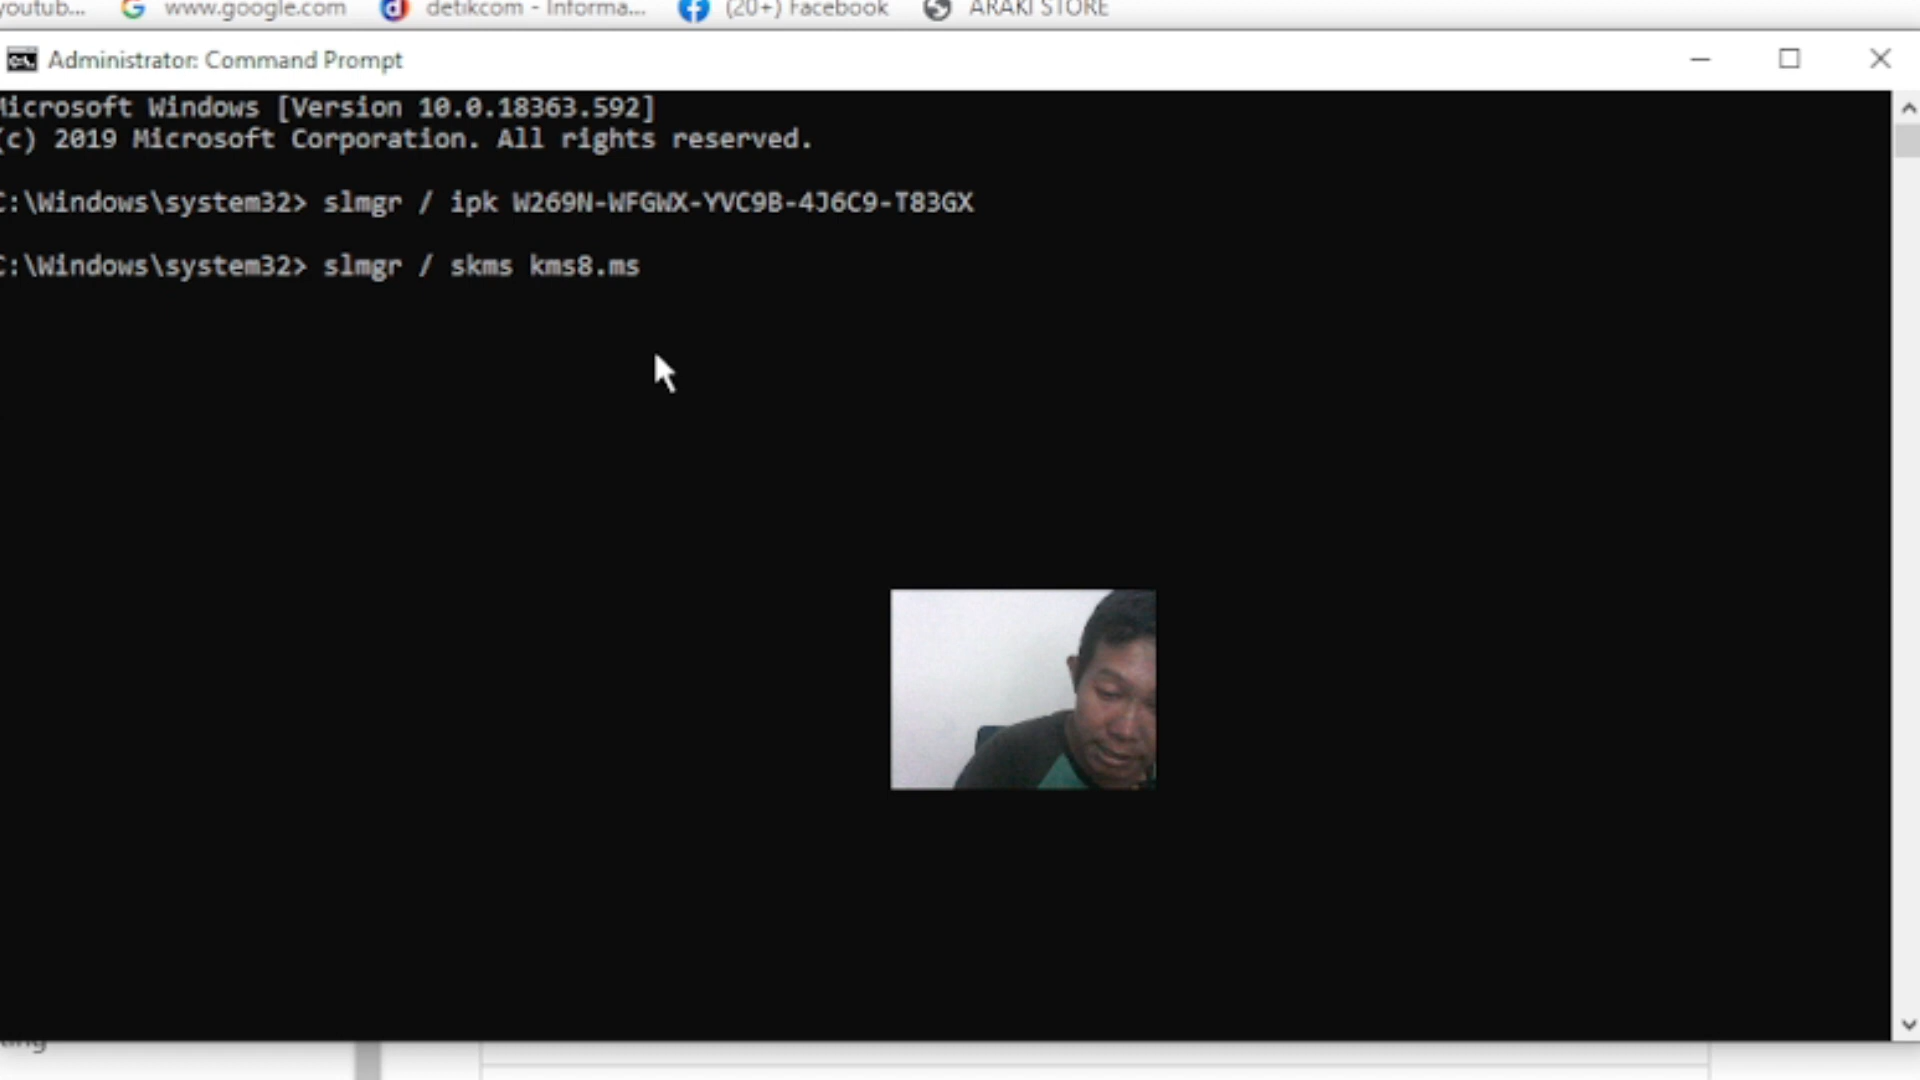 youtub... www.google.com detikcom - Informa... (20+) Facebook ARAKI STORE
Administrator: Command Prompt
Microsoft Windows [Version 10.0.18363.592]
(c) 2019 Microsoft Corporation. All rights reserved.
C:\Windows\system32> slmgr / ipk W269N-WFGWX-YVC9B-4J6C9-T83GX
C:\Windows\system32> slmgr / skms kms8.ms